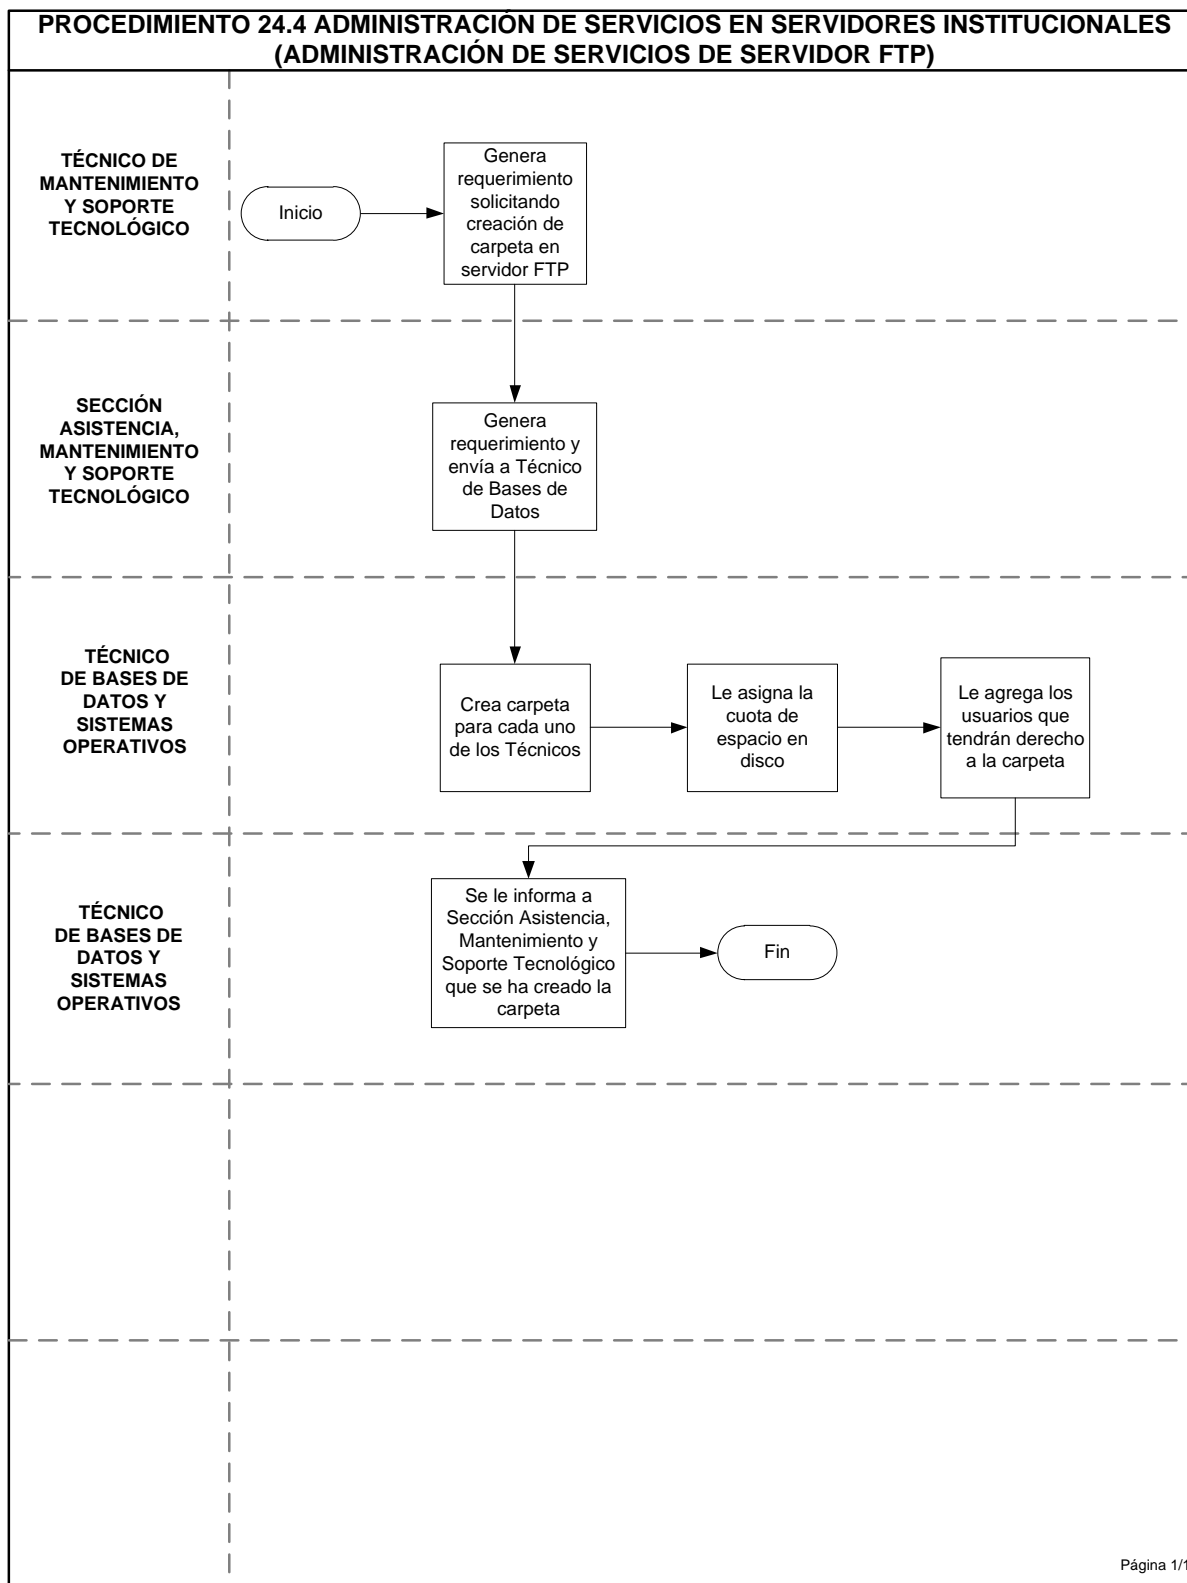 PROCEDIMIENTO 24.4 ADMINISTRACIÓN DE SERVICIOS EN SERVIDORES INSTITUCIONALES
(ADMINISTRACIÓN DE SERVICIOS DE SERVIDOR FTP)
TÉCNICO DE
MANTENIMIENTO
Y SOPORTE
TECNOLÓGICO
Inicio
Genera
requerimiento
solicitando
creación de
carpeta en
servidor FTP
SECCIÓN
ASISTENCIA,
MANTENIMIENTO
Y SOPORTE
TECNOLÓGICO
Genera
requerimiento y
envía a Técnico
de Bases de
Datos
TÉCNICO
DE BASES DE
DATOS Y
SISTEMAS
OPERATIVOS
Crea carpeta
para cada uno
de los Técnicos
Le asigna la
cuota de
espacio en
disco
Le agrega los
usuarios que
tendrán derecho
a la carpeta
TÉCNICO
DE BASES DE
DATOS Y
SISTEMAS
OPERATIVOS
Se le informa a
Sección Asistencia,
Mantenimiento y
Soporte Tecnológico
que se ha creado la
carpeta
Fin
Página 1/1